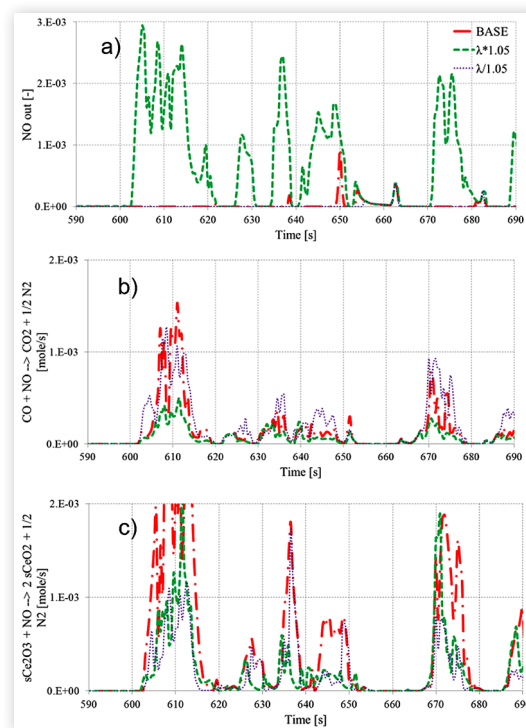 a)
BASE
λ*1.05
λ/1.05
3.E-03
2.E-03
1.E-03
0.E+00
NO out [-]
590 600 610 620 630 640 650 660 670 680 690
Time [s]
b)
2.E-03
1.E-03
0.E+00
CO + NO -> CO2 + 1/2 N2
[mole/s]
590 600 610 620 630 640 650 660 670 680 690
Time [s]
c)
2.E-03
1.E-03
0.E+00
sCe2O3 + NO -> 2 sCeO2 + 1/2
N2 [mole/s]
590 600 610 620 630 640 650 660 670 680 690
Time [s]